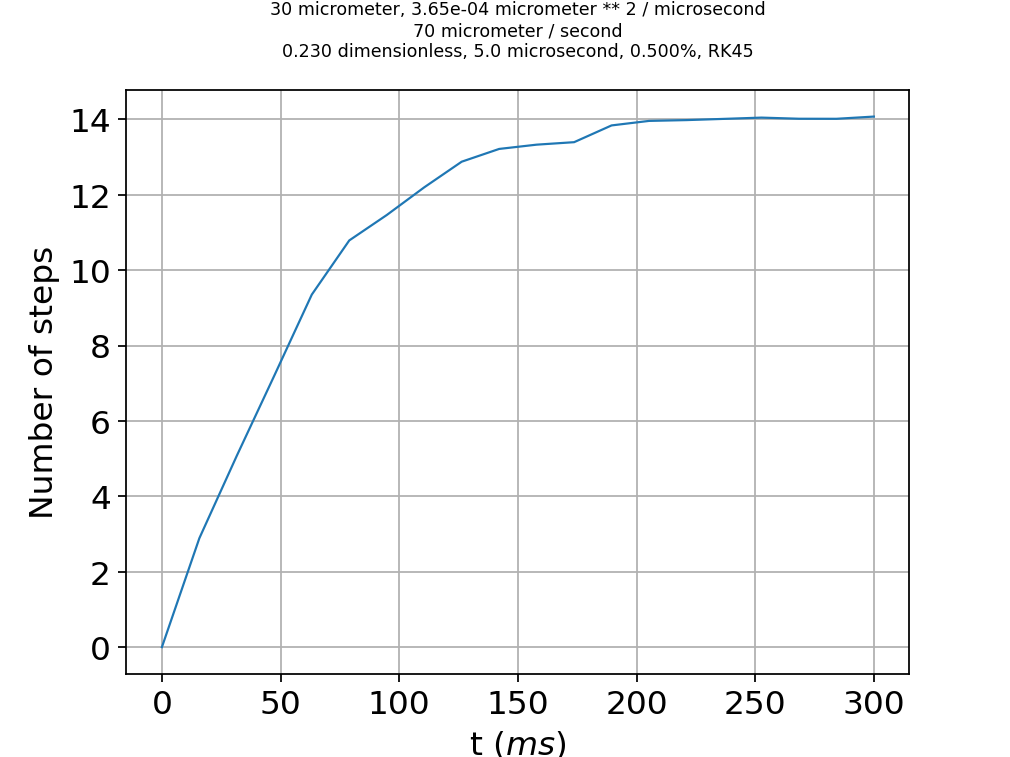 30 micrometer, 3.65e-04 micrometer ** 2 / microsecond
70 micrometer / second
0.230 dimensionless, 5.0 microsecond, 0.500%, RK45
14
12
10
8
6
4
2
0
Number of steps
0 50 100 150 200 250 300
t (ms)